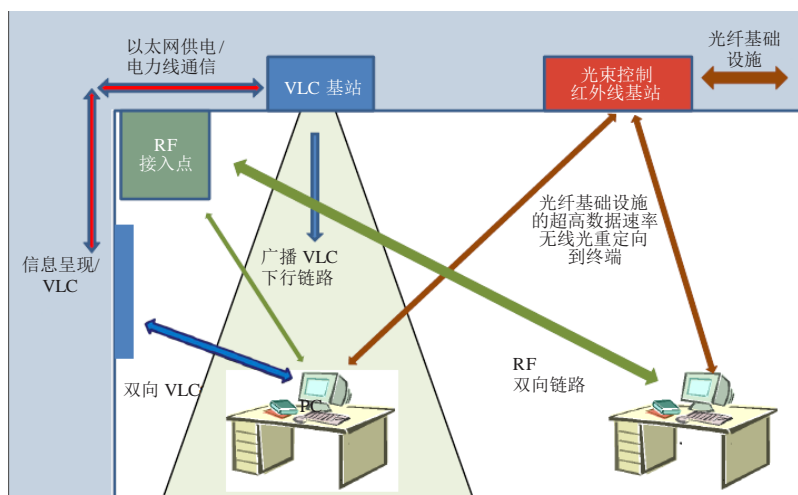 以太网供电/
电力线通信
VLC 基站
光束控制
红外线基站
光纤基础
设施
RF
接入点
光纤基础设施
的超高数据速率
无线光重定向
到终端
信息呈现/
VLC
广播 VLC
下行链路
双向 VLC
PC
RF
双向链路